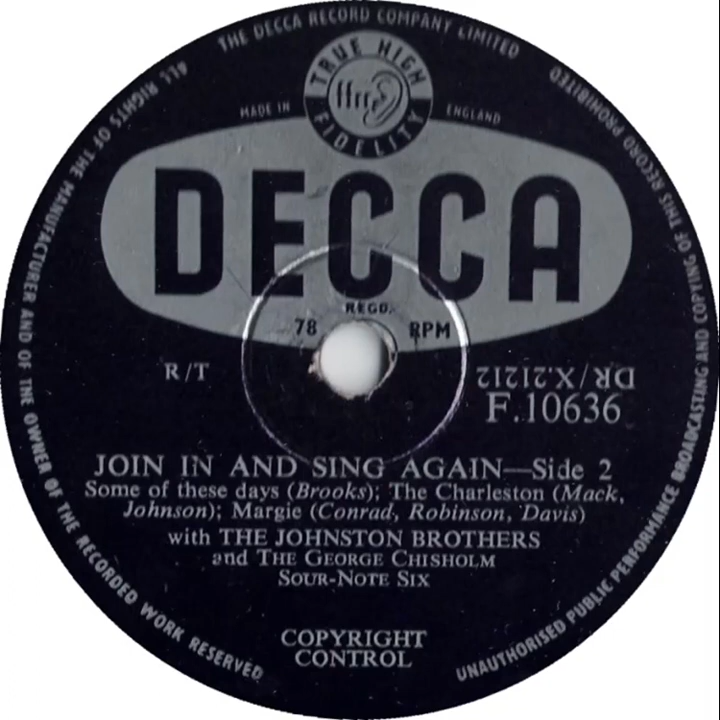 THE DECCA RECORD COMPANY LIMITED
ALL RIGHTS OF THE MANUFACTURER AND OF THE OWNER OF THE RECORDED WORK RESERVED
UNAUTHORISED PUBLIC PERFORMANCE BROADCASTING AND COPYING OF THIS RECORD PROHIBITED
TRUE HIGH
ffrr
FIDELITY
MADE IN ENGLAND
DECCA
REGD.
78 RPM
R/T
DR/X.21212
F.10636
JOIN IN AND SING AGAIN—Side 2
Some of these days (Brooks); The Charleston (Mack,
Johnson); Margie (Conrad, Robinson, Davis)
with THE JOHNSTON BROTHERS
and THE GEORGE CHISHOLM
SOUR-NOTE SIX
COPYRIGHT
CONTROL